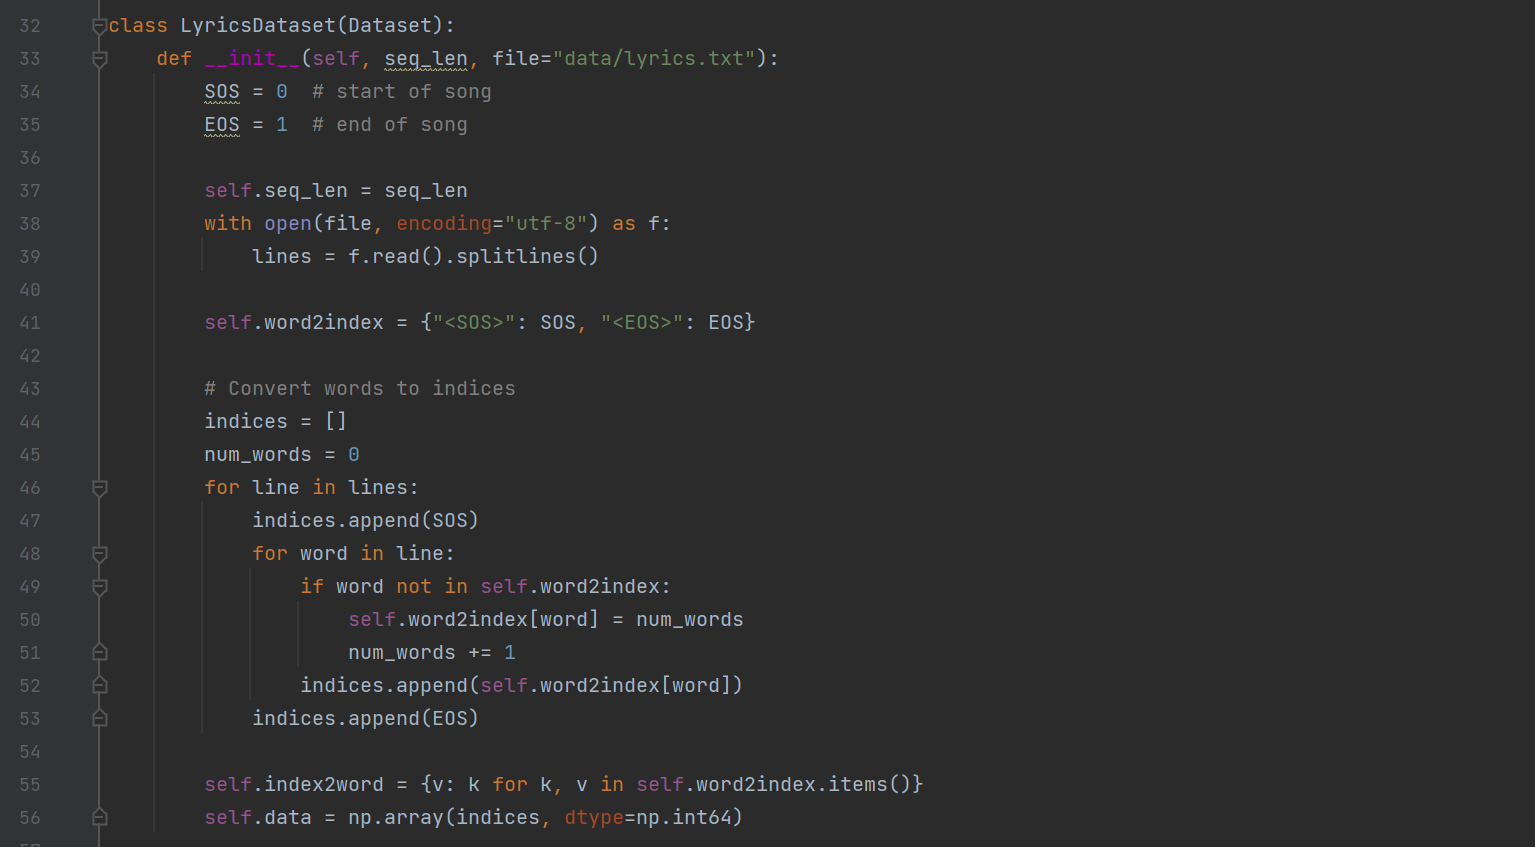 32 class LyricsDataset(Dataset):
33     def __init__(self, seq_len, file="data/lyrics.txt"):
34         SOS = 0  # start of song
35         EOS = 1  # end of song
36
37         self.seq_len = seq_len
38         with open(file, encoding="utf-8") as f:
39             lines = f.read().splitlines()
40
41         self.word2index = {"<SOS>": SOS, "<EOS>": EOS}
42
43         # Convert words to indices
44         indices = []
45         num_words = 0
46         for line in lines:
47             indices.append(SOS)
48             for word in line:
49                 if word not in self.word2index:
50                     self.word2index[word] = num_words
51                     num_words += 1
52                 indices.append(self.word2index[word])
53             indices.append(EOS)
54
55         self.index2word = {v: k for k, v in self.word2index.items()}
56         self.data = np.array(indices, dtype=np.int64)